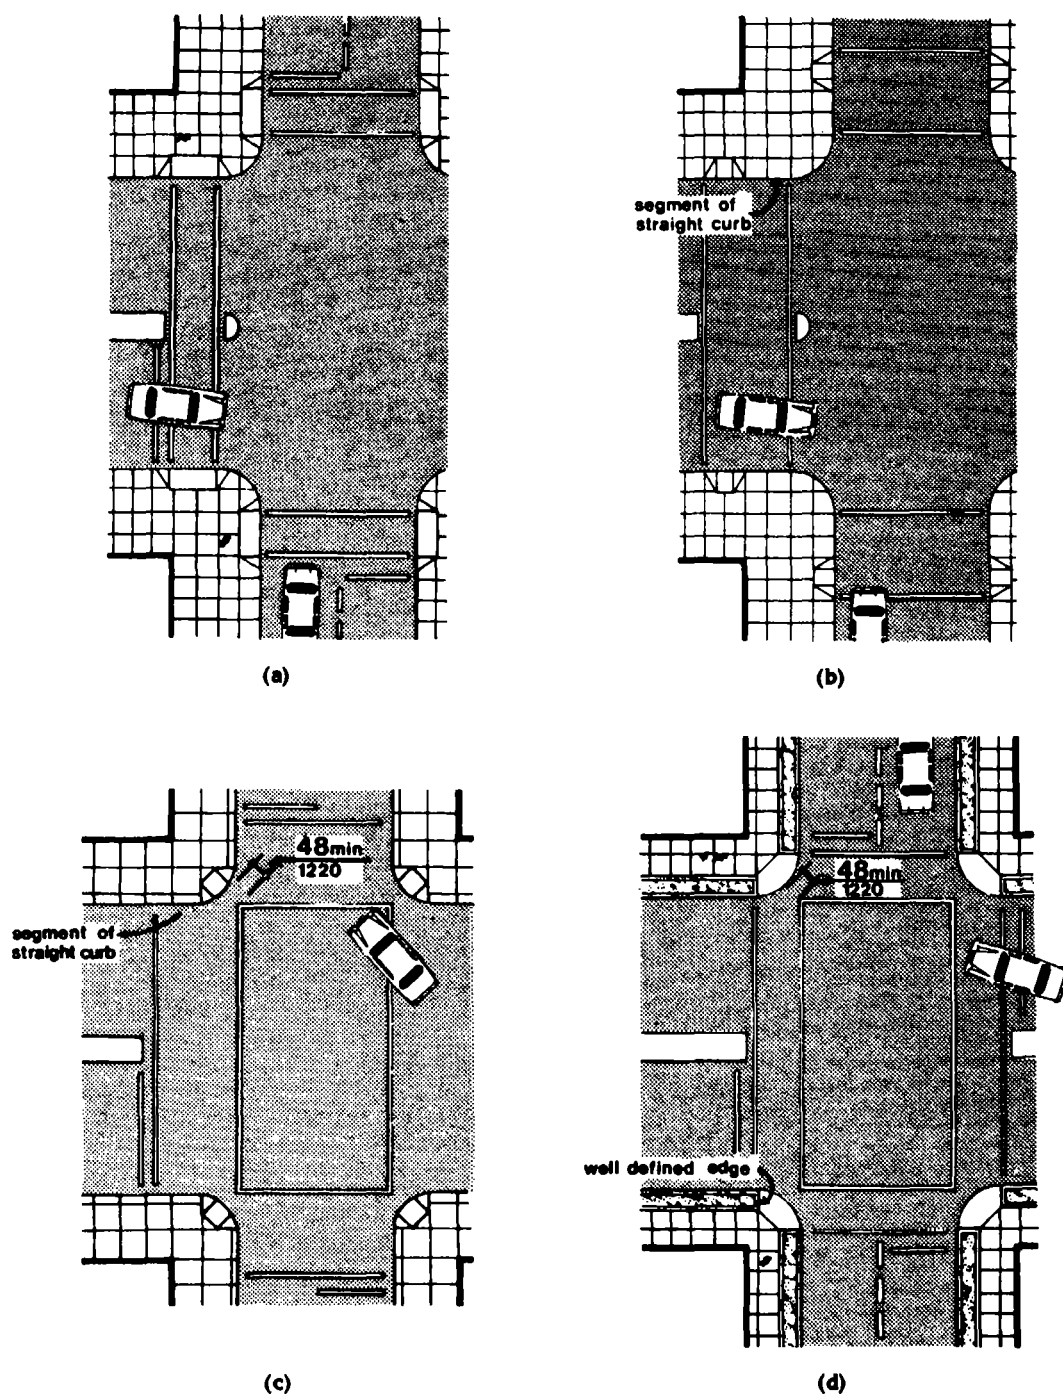 segment of
straight curb
(a)
(b)
48min
1220
segment of
straight curb
48min
1220
well defined edge
(c)
(d)